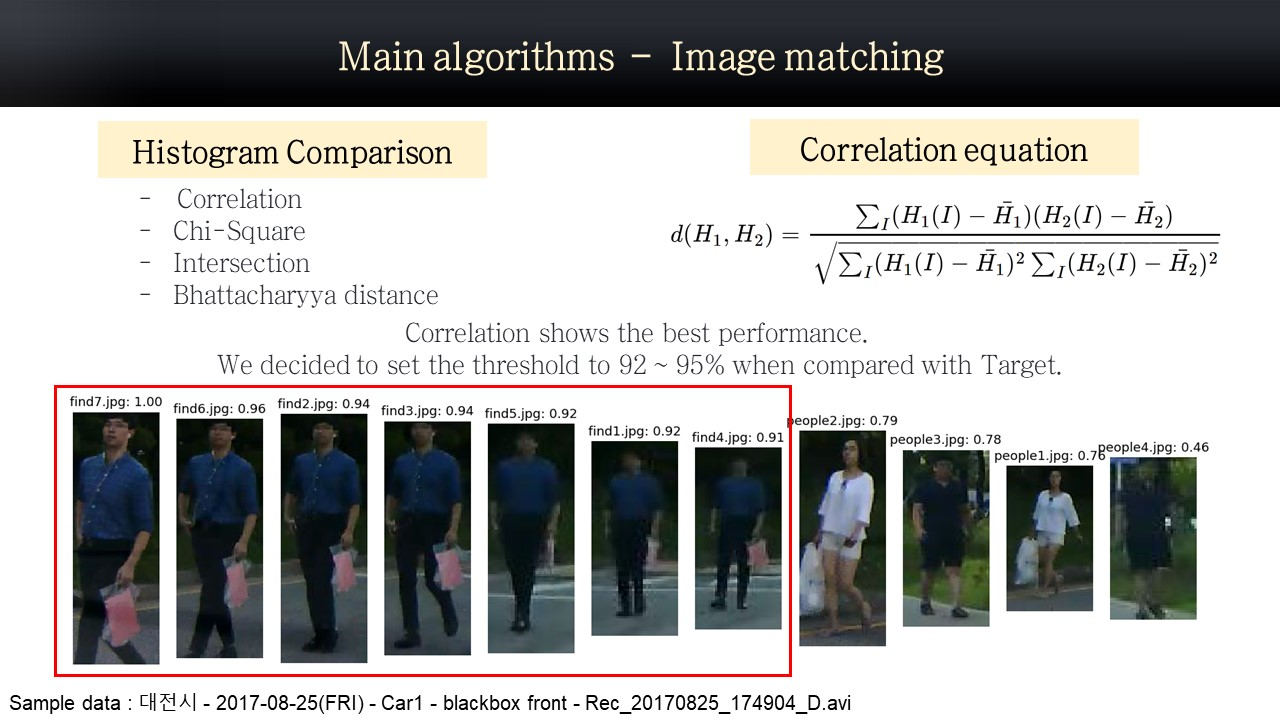 Main algorithms - Image matching
Histogram Comparison
- Correlation
- Chi-Square
- Intersection
- Bhattacharyya distance
Correlation equation
d(H₁, H₂) = ∑_I(H₁(I) − H̄₁)(H₂(I) − H̄₂) / √(∑_I(H₁(I) − H̄₁)² ∑_I(H₂(I) − H̄₂)²)
Correlation shows the best performance.
We decided to set the threshold to 92 ~ 95% when compared with Target.
find7.jpg: 1.00
find6.jpg: 0.96
find2.jpg: 0.94
find3.jpg: 0.94
find5.jpg: 0.92
find1.jpg: 0.92
find4.jpg: 0.91
people2.jpg: 0.79
people3.jpg: 0.78
people1.jpg: 0.76
people4.jpg: 0.46
Sample data : 대전시 - 2017-08-25(FRI) - Car1 - blackbox front - Rec_20170825_174904_D.avi